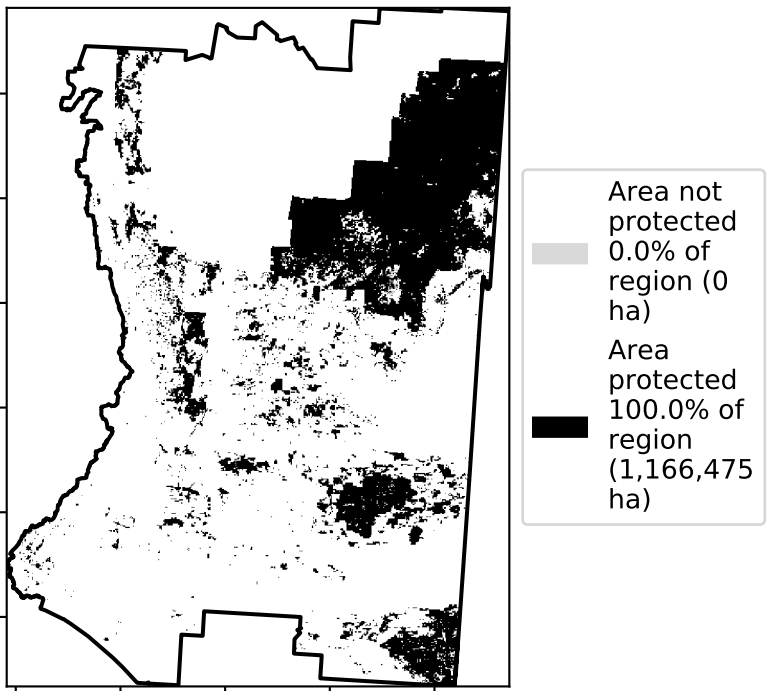 Area not
protected
0.0% of
region (0
ha)
Area
protected
100.0% of
region
(1,166,475
ha)